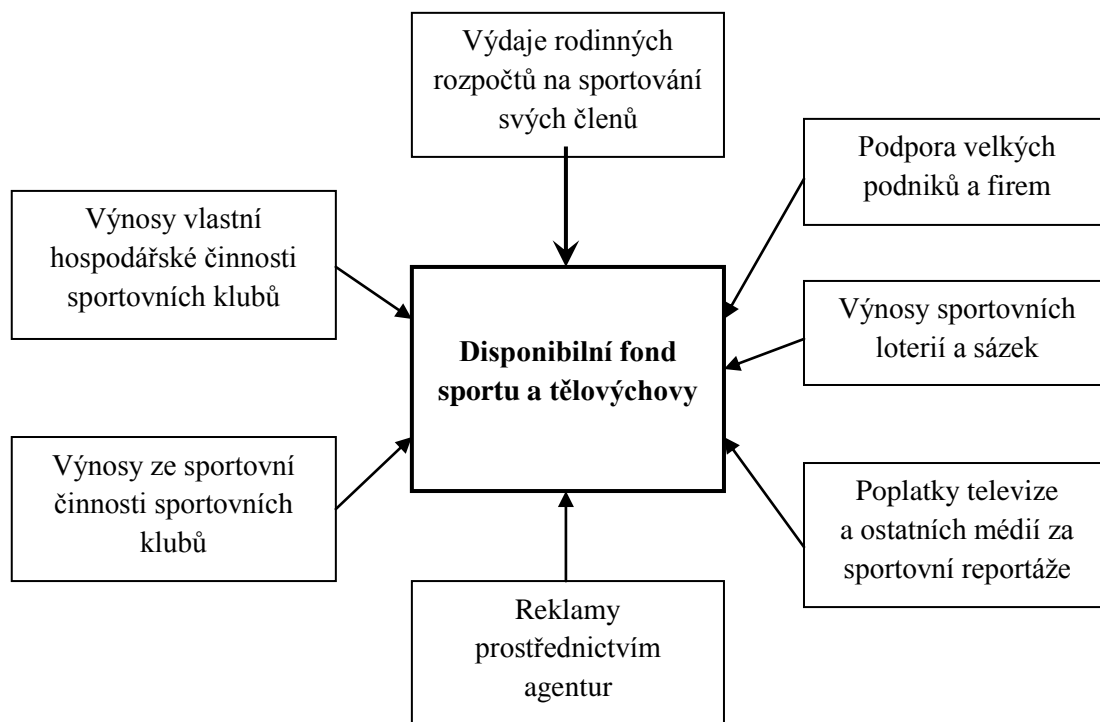 Výdaje rodinných
rozpočtů na sportování
svých členů
Podpora velkých
podniků a firem
Výnosy vlastní
hospodářské činnosti
sportovních klubů
Výnosy sportovních
loterií a sázek
Disponibilní fond
sportu a tělovýchovy
Výnosy ze sportovní
činnosti sportovních
klubů
Poplatky televize
a ostatních médií za
sportovní reportáže
Reklamy
prostřednictvím
agentur